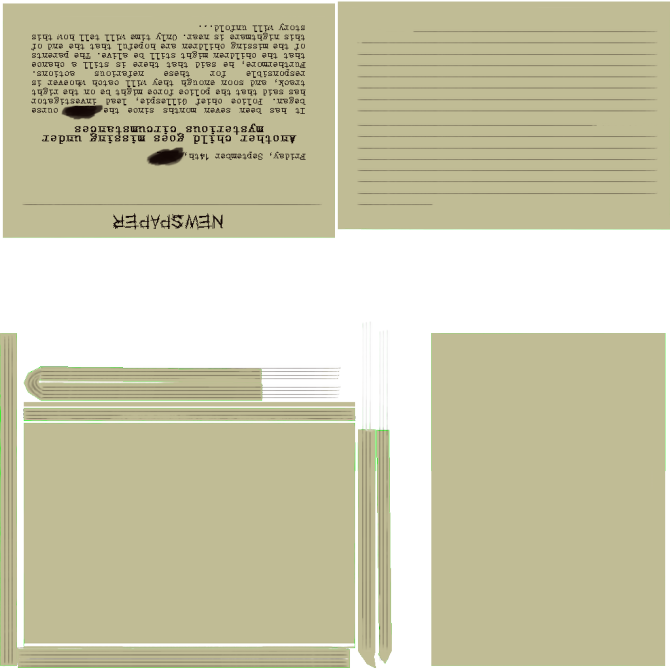 NEWSPAPER
Friday, September 14th,
Another child goes missing under
mysterious circumstances
It has been seven months since the curse
began. Police chief Gillespie, lead investigator
has said that the police force might be on the right
track, and soon enough they will catch whoever is
responsible for these nefarious actions.
Furthermore, he said that there is still a chance
that the children might still be alive. The parents
of the missing children are hopeful that the end of
this nightmare is near. Only time will tell how this
story will unfold...